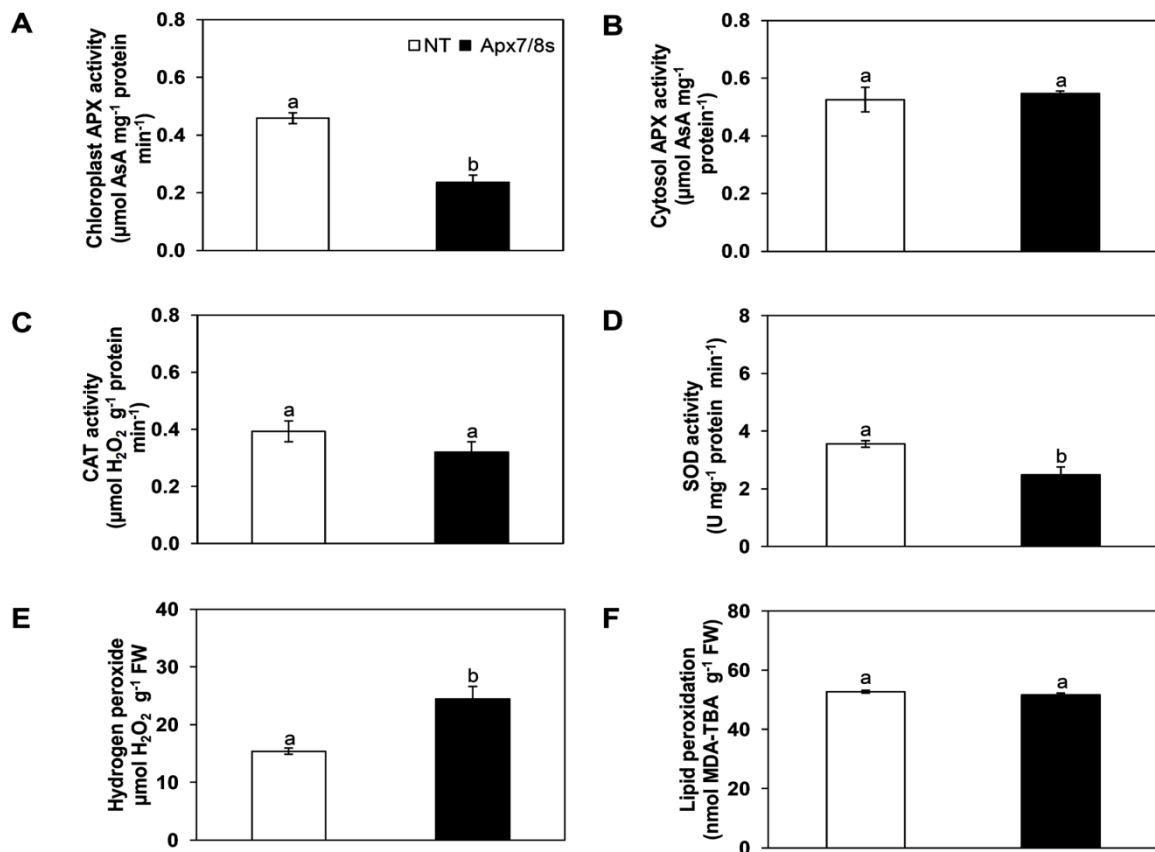 A
Chloroplast APX activity
(µmol AsA mg⁻¹ protein
min⁻¹)
0.8
0.6
0.4
0.2
0.0
NT Apx7/8s
a
b
B
Cytosol APX activity
(µmol AsA mg⁻¹
protein⁻¹)
0.8
0.6
0.4
0.2
0.0
a
a
C
CAT activity
(µmol H₂O₂ g⁻¹ protein
min⁻¹)
0.8
0.6
0.4
0.2
0.0
a
a
D
SOD activity
(U mg⁻¹ protein min⁻¹)
8
6
4
2
0
a
b
E
Hydrogen peroxide
µmol H₂O₂ g⁻¹ FW
40
30
20
10
0
a
b
F
Lipid peroxidation
(nmol MDA-TBA g⁻¹ FW)
80
60
40
20
0
a
a